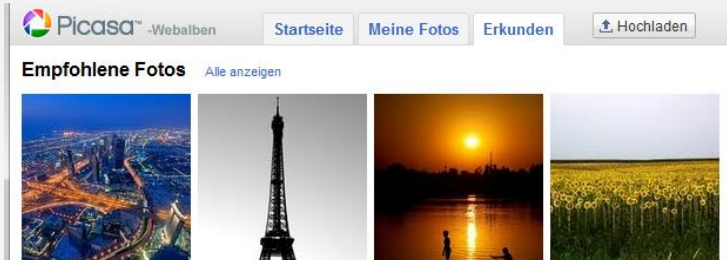 Picasa™ -Webalben
Startseite Meine Fotos Erkunden Hochladen
Empfohlene Fotos Alle anzeigen